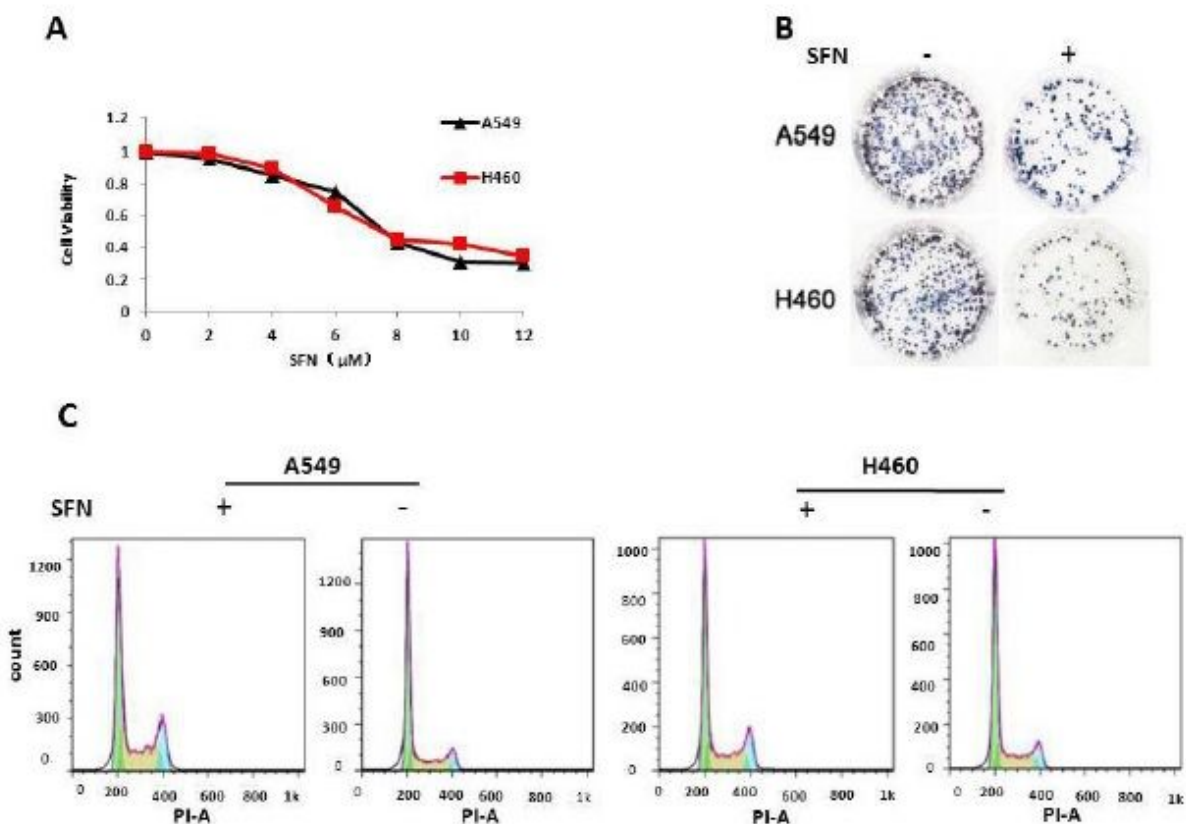 A
1.2
1
0.8
0.6
0.4
0.2
0
Cell Viability
0 2 4 6 8 10 12
SFN ( μM)
A549
H460
B
SFN - +
A549
H460
C
A549
SFN + -
count
1200
900
600
300
0
0 200 400 600 800 1k
PI-A
1200
900
600
300
0
0 200 400 600 800 1k
PI-A
H460
+ -
1000
800
600
400
200
0
0 200 400 600 800 1k
PI-A
1000
800
600
400
200
0
0 200 400 600 800 1k
PI-A